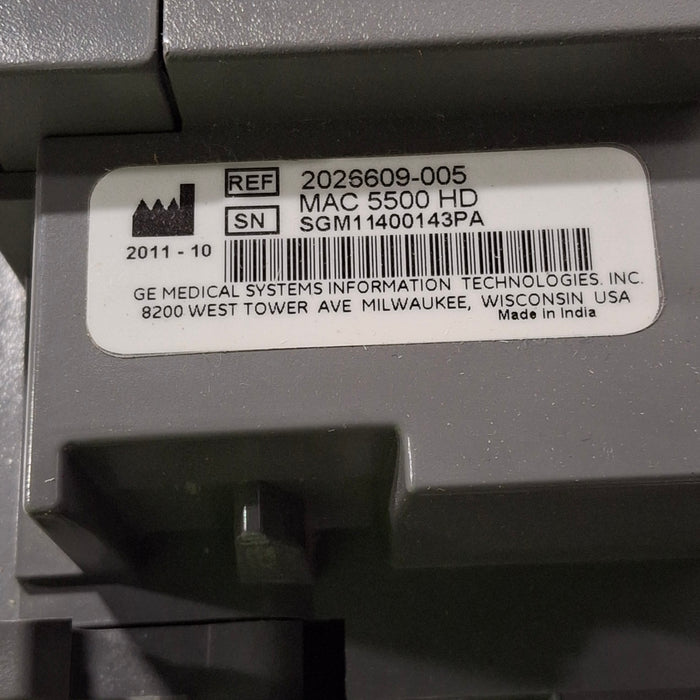 REF 2026609-005
MAC 5500 HD
SN SGM11400143PA
2011 - 10
GE MEDICAL SYSTEMS INFORMATION TECHNOLOGIES. INC.
8200 WEST TOWER AVE MILWAUKEE, WISCONSIN USA
Made in India